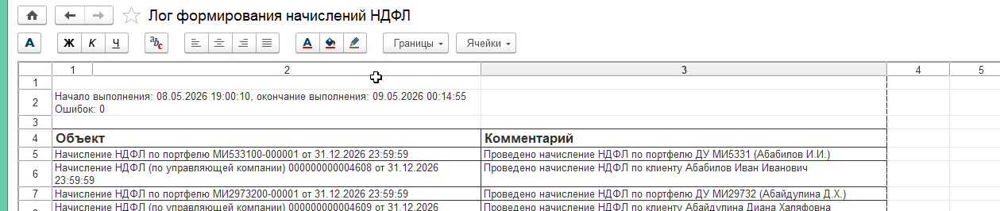 Лог формирования начислений НДФЛ
А Ж К Ч abc А Границы Ячейки
1 2 3 4 5
1
2 Начало выполнения: 08.05.2026 19:00:10, окончание выполнения: 09.05.2026 00:14:55
Ошибок: 0
3
4 Объект Комментарий
5 Начисление НДФЛ по портфелю МИ533100-000001 от 31.12.2026 23:59:59 Проведено начисление НДФЛ по портфелю ДУ МИ5331 (Абабилов И.И.)
6 Начисление НДФЛ (по управляющей компании) 000000000004608 от 31.12.2026 Проведено начисление НДФЛ по клиенту Абабилов Иван Иванович
23:59:59
7 Начисление НДФЛ по портфелю МИ2973200-00001 от 31.12.2026 23:59:59 Проведено начисление НДФЛ по портфелю ДУ МИ29732 (Абайдулина Д.Х.)
Начисление НДФЛ (по управляющей компании) 000000000004609 от 31.12.2026 Проведено начисление НДФЛ по клиенту Абайдулина Диана Халяфовна